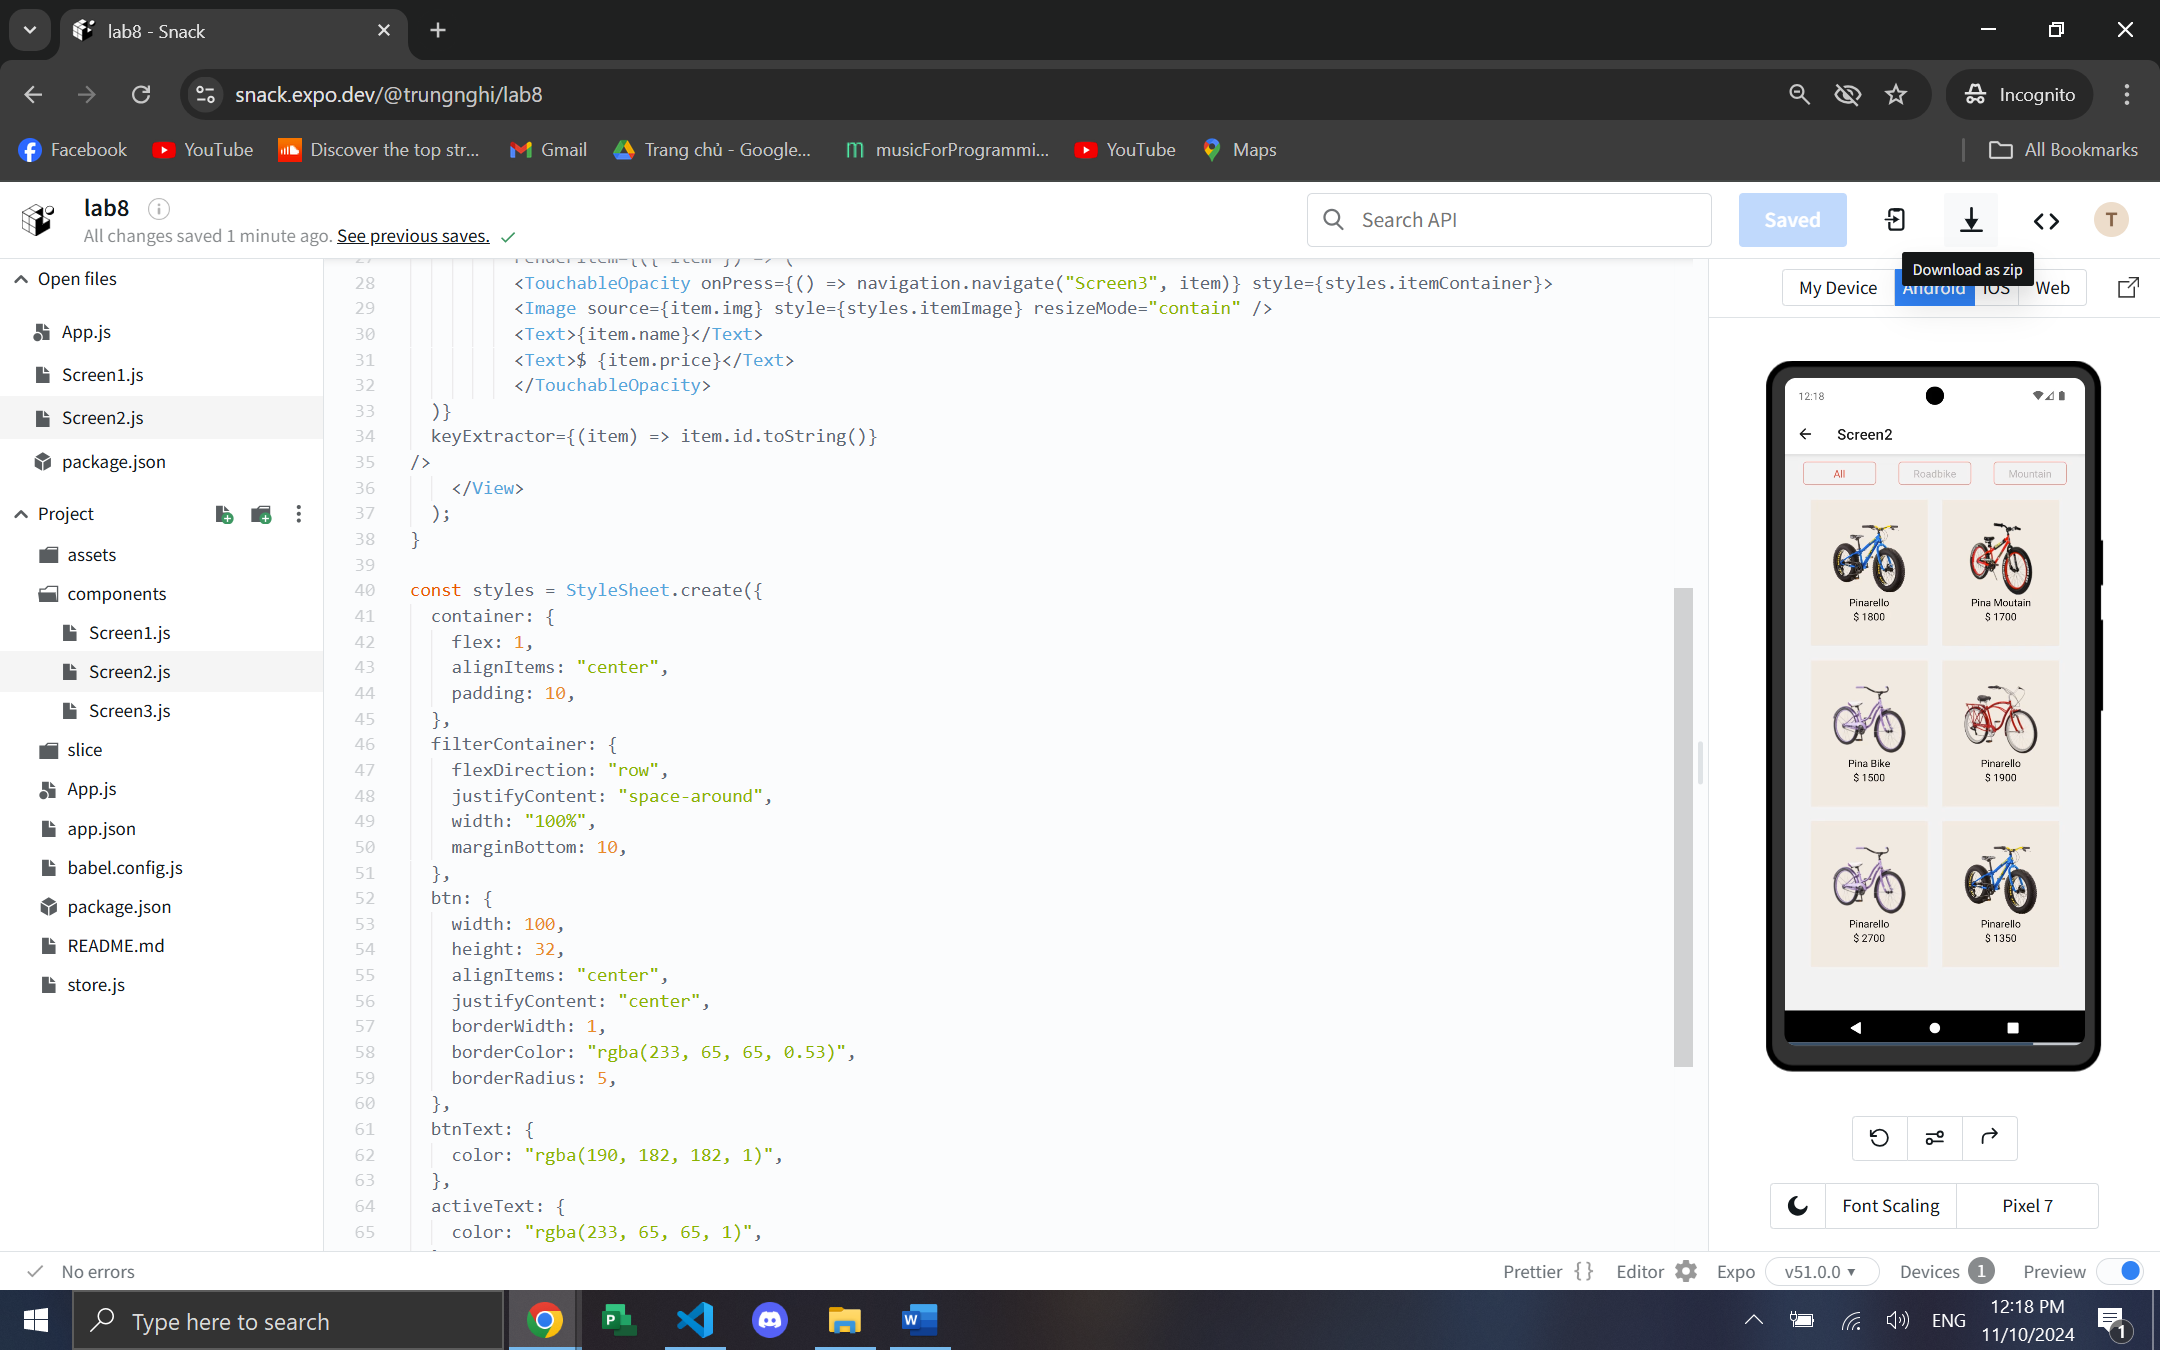 lab8 - Snack
snack.expo.dev/@trungnghi/lab8
Incognito
Facebook
YouTube
Discover the top str...
Gmail
Trang chủ - Google...
musicForProgrammi...
YouTube
Maps
All Bookmarks
lab8
All changes saved 1 minute ago. See previous saves.
Search API
Saved
T
Download as zip
Open files
App.js
Screen1.js
Screen2.js
package.json
Project
assets
components
Screen1.js
Screen2.js
Screen3.js
slice
App.js
app.json
babel.config.js
package.json
README.md
store.js
28 <TouchableOpacity onPress={() => navigation.navigate("Screen3", item)} style={styles.itemContainer}>
29 <Image source={item.img} style={styles.itemImage} resizeMode="contain" />
30 <Text>{item.name}</Text>
31 <Text>$ {item.price}</Text>
32 </TouchableOpacity>
33 )}
34 keyExtractor={(item) => item.id.toString()}
35 />
36 </View>
37 );
38 }
39
40 const styles = StyleSheet.create({
41 container: {
42 flex: 1,
43 alignItems: "center",
44 padding: 10,
45 },
46 filterContainer: {
47 flexDirection: "row",
48 justifyContent: "space-around",
49 width: "100%",
50 marginBottom: 10,
51 },
52 btn: {
53 width: 100,
54 height: 32,
55 alignItems: "center",
56 justifyContent: "center",
57 borderWidth: 1,
58 borderColor: "rgba(233, 65, 65, 0.53)",
59 borderRadius: 5,
60 },
61 btnText: {
62 color: "rgba(190, 182, 182, 1)",
63 },
64 activeText: {
65 color: "rgba(233, 65, 65, 1)",
My Device
Android
iOS
Web
12:18
Screen2
All
Roadbike
Mountain
Pinarello
$ 1800
Pina Moutain
$ 1700
Pina Bike
$ 1500
Pinarello
$ 1900
Pinarello
$ 2700
Pinarello
$ 1350
Font Scaling
Pixel 7
No errors
Prettier {}
Editor
Expo
v51.0.0
Devices 1
Preview
Type here to search
ENG
12:18 PM
11/10/2024
1